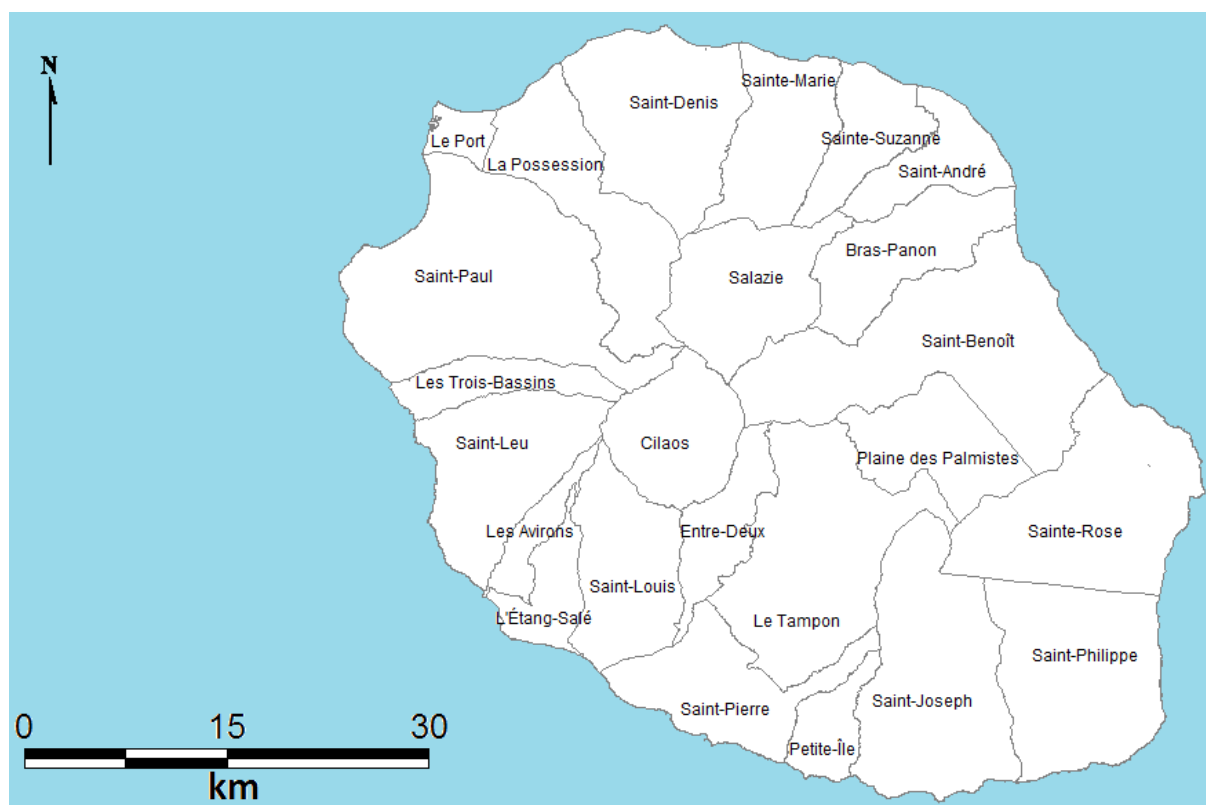 N
Sainte-Marie
Saint-Denis
Sainte-Suzanne
Le Port
La Possession
Saint-André
Bras-Panon
Saint-Paul
Salazie
Saint-Benoît
Les Trois-Bassins
Saint-Leu
Cilaos
Plaine des Palmistes
Les Avirons
Entre-Deux
Sainte-Rose
Saint-Louis
L'Étang-Salé
Le Tampon
Saint-Philippe
Saint-Joseph
Saint-Pierre
Petite-Île
0 15 30
km